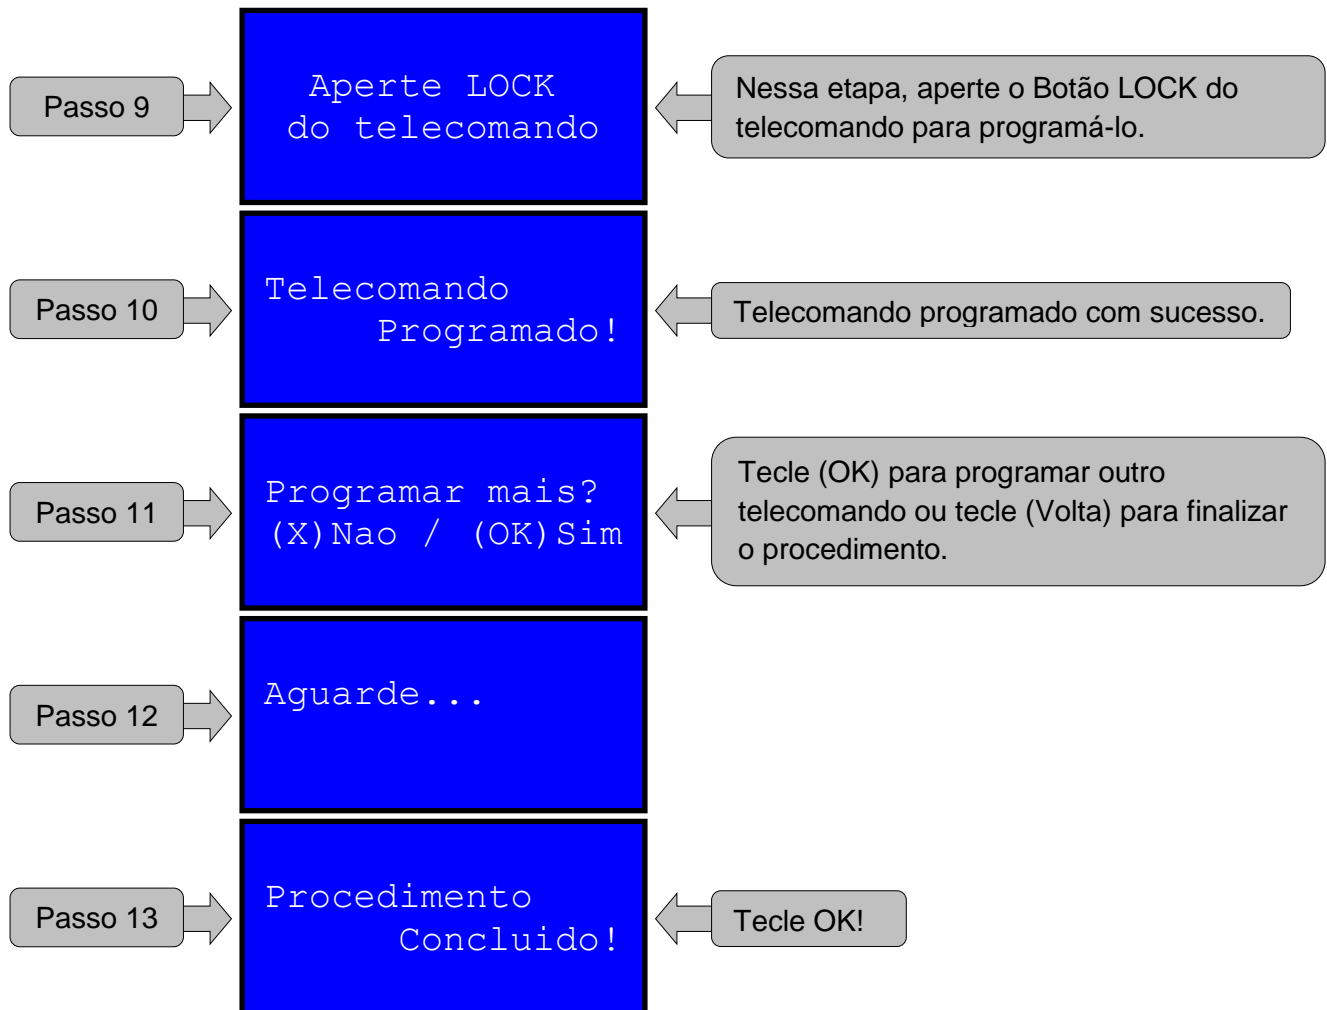 Passo 9
Aperte LOCK
do telecomando
Nessa etapa, aperte o Botão LOCK do
telecomando para programá-lo.
Passo 10
Telecomando
Programado!
Telecomando programado com sucesso.
Passo 11
Programar mais?
(X)Nao / (OK)Sim
Tecle (OK) para programar outro
telecomando ou tecle (Volta) para finalizar
o procedimento.
Passo 12
Aguarde...
Passo 13
Procedimento
Concluido!
Tecle OK!